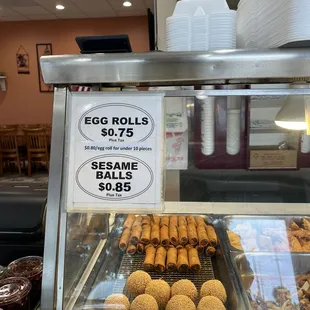 EGG ROLLS
$0.75
Plus Tax
$0.80/egg roll for under 10 pieces
SESAME
BALLS
$0.85
Plus Tax